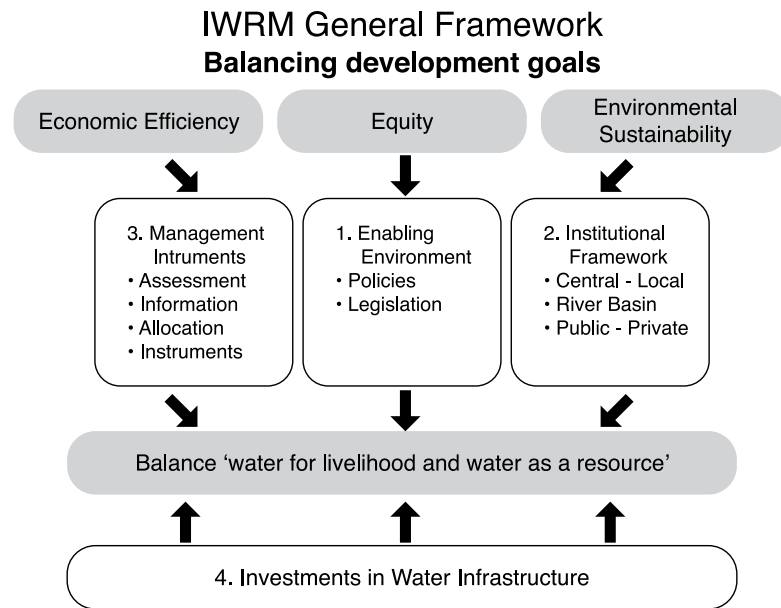 IWRM General Framework
Balancing development goals
Economic Efficiency
Equity
Environmental
Sustainability
3. Management
Intruments
• Assessment
• Information
• Allocation
• Instruments
1. Enabling
Environment
• Policies
• Legislation
2. Institutional
Framework
• Central - Local
• River Basin
• Public - Private
Balance ‘water for livelihood and water as a resource’
4. Investments in Water Infrastructure